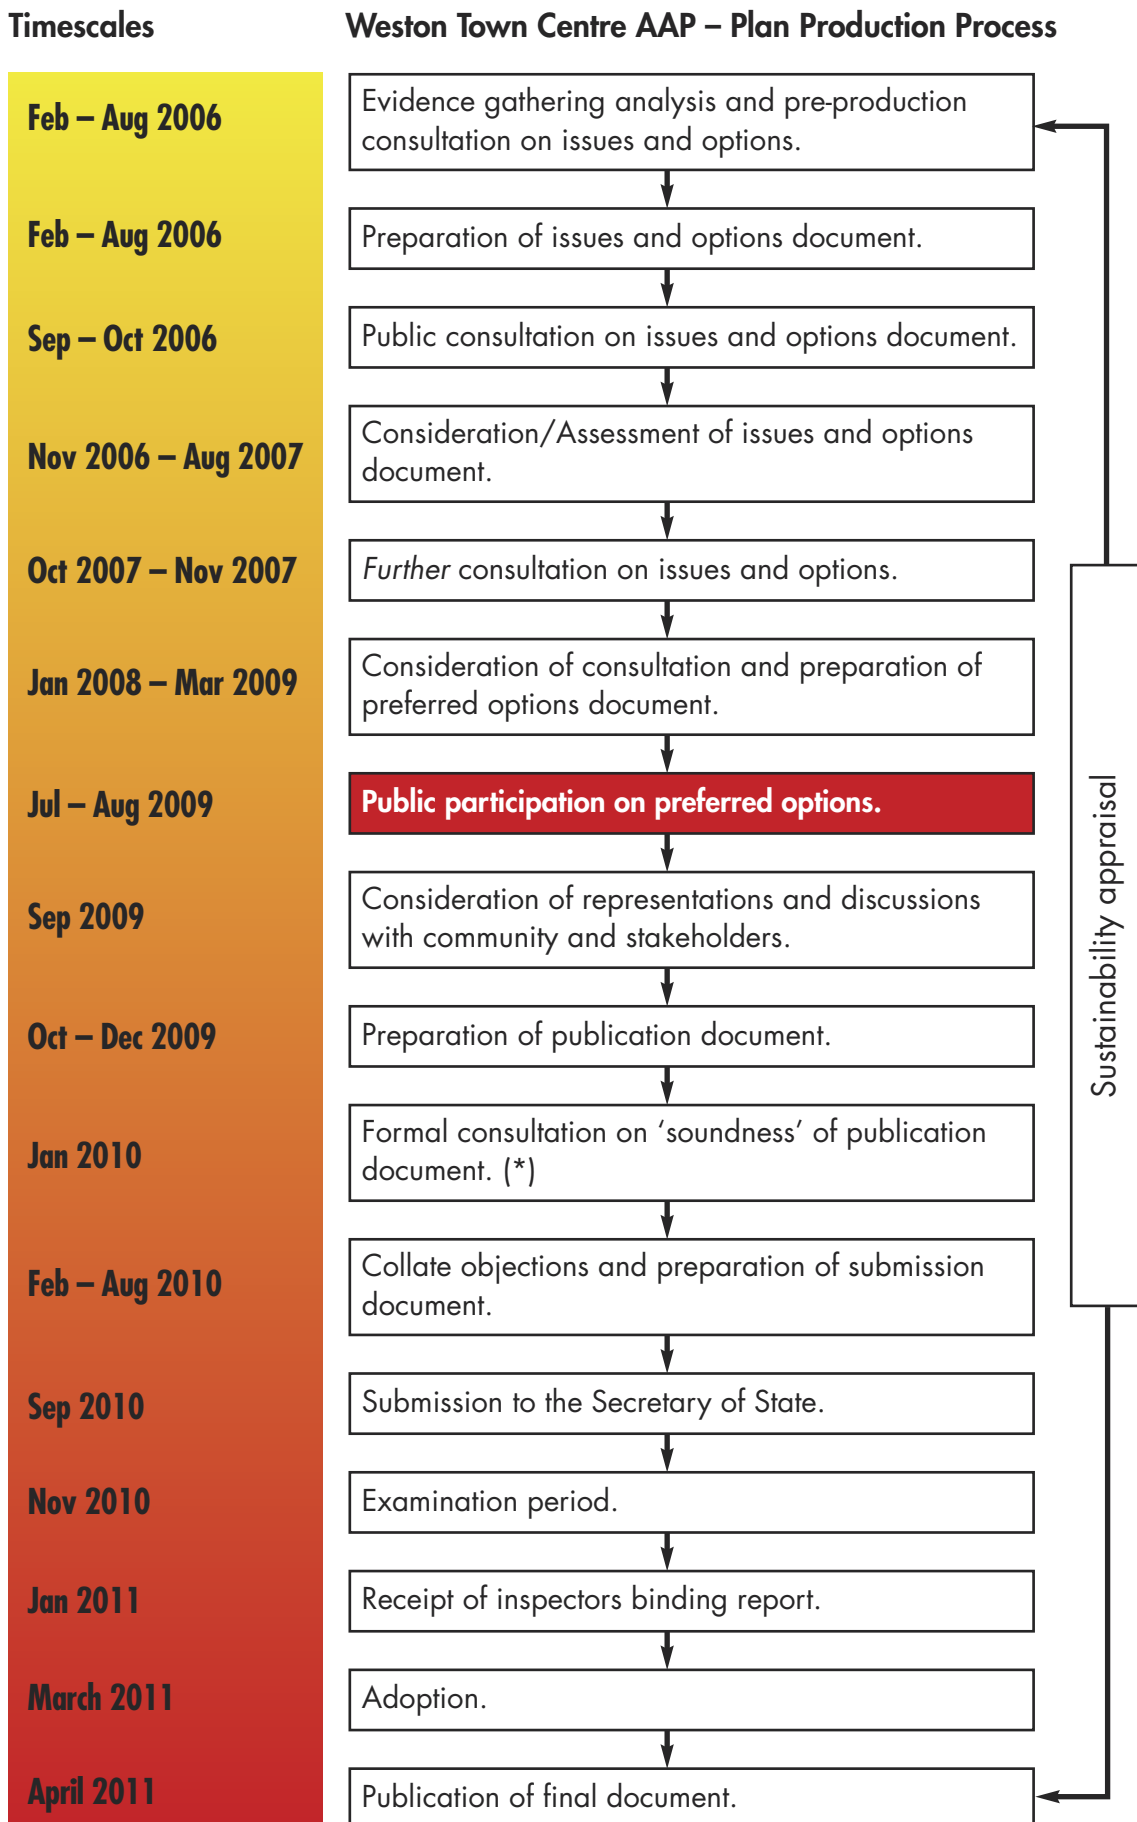 Timescales
Weston Town Centre AAP – Plan Production Process
Feb – Aug 2006
Evidence gathering analysis and pre-production
consultation on issues and options.
Feb – Aug 2006
Preparation of issues and options document.
Sep – Oct 2006
Public consultation on issues and options document.
Nov 2006 – Aug 2007
Consideration/Assessment of issues and options
document.
Oct 2007 – Nov 2007
Further consultation on issues and options.
Jan 2008 – Mar 2009
Consideration of consultation and preparation of
preferred options document.
Jul – Aug 2009
Public participation on preferred options.
Sep 2009
Consideration of representations and discussions
with community and stakeholders.
Oct – Dec 2009
Preparation of publication document.
Jan 2010
Formal consultation on ‘soundness’ of publication
document. (*)
Feb – Aug 2010
Collate objections and preparation of submission
document.
Sep 2010
Submission to the Secretary of State.
Nov 2010
Examination period.
Jan 2011
Receipt of inspectors binding report.
March 2011
Adoption.
April 2011
Publication of final document.
Sustainability appraisal